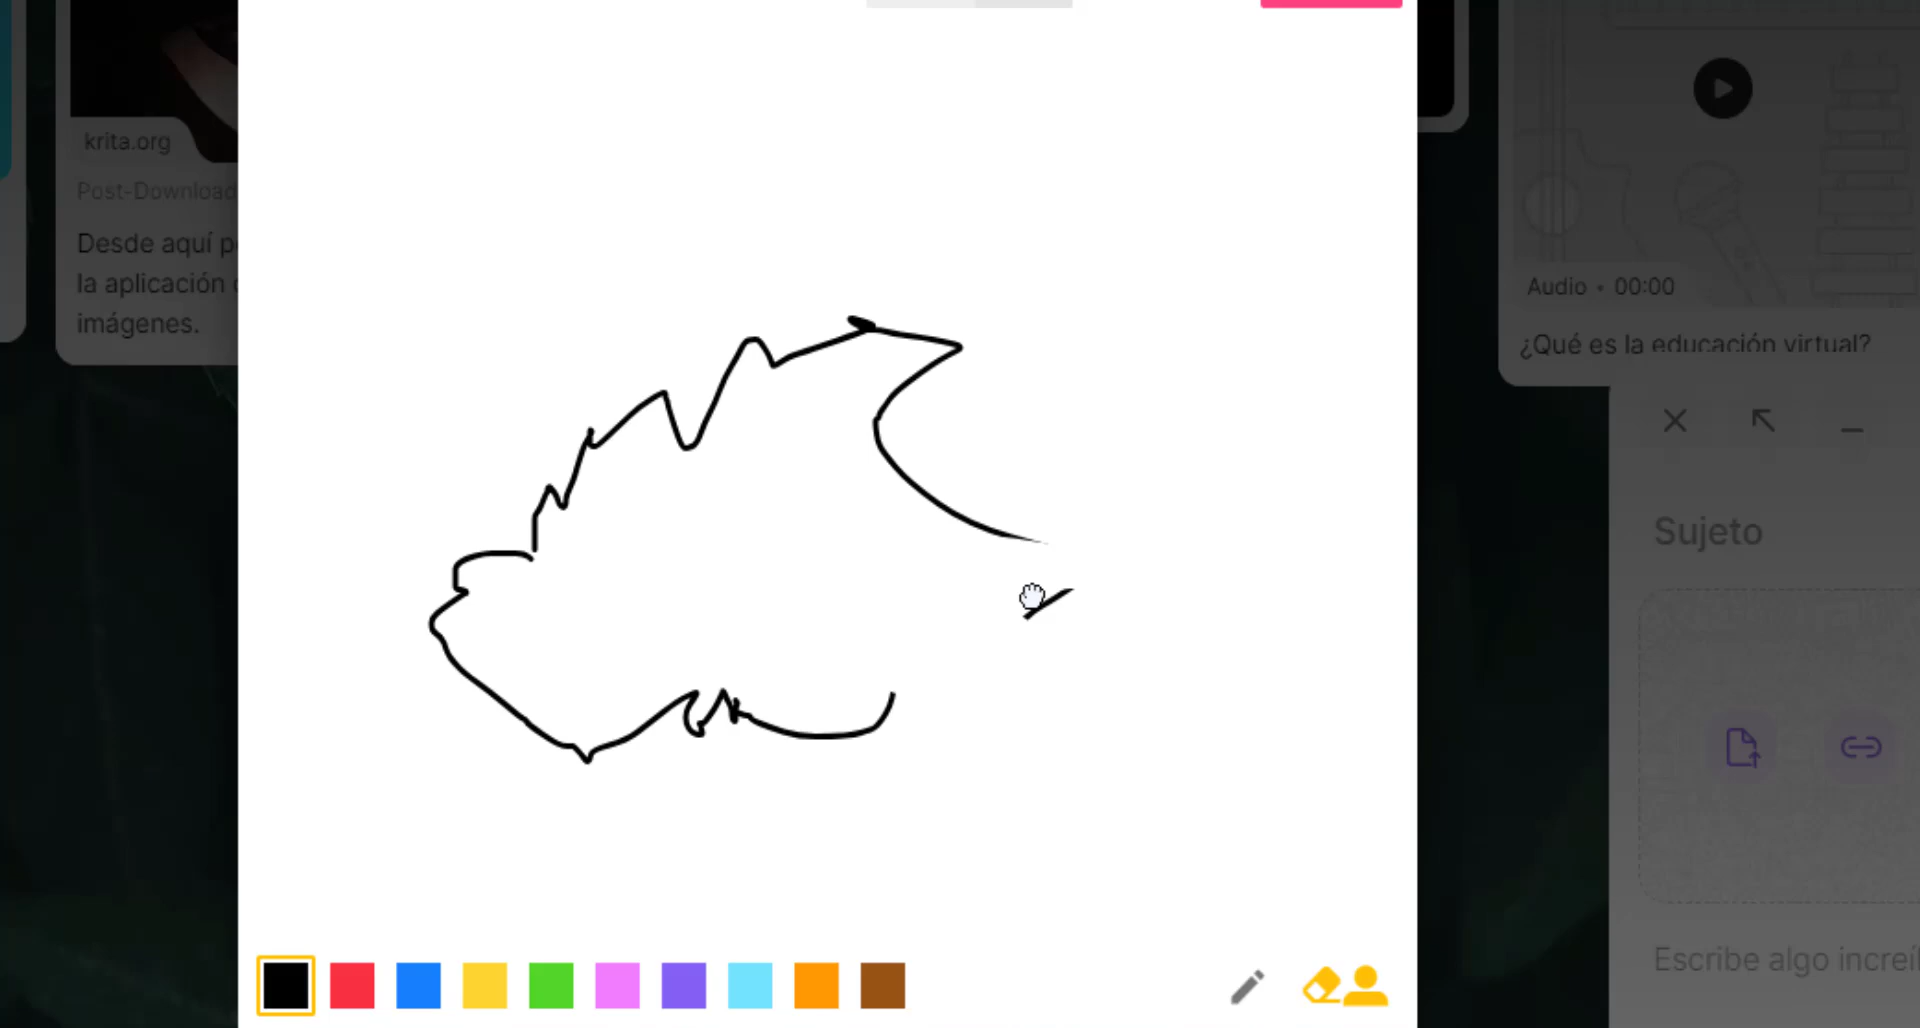 krita.org
Post-Download
Desde aquí p
la aplicación
imágenes.
Audio • 00:00
¿Qué es la educación virtual?
Sujeto
Escribe algo increí